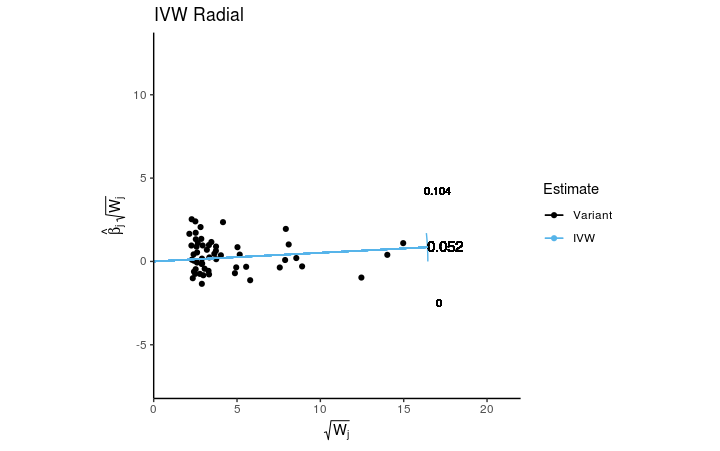 IVW Radial
10
5
0
-5
β̂j√Wj
0.104
0.052
0
0
5
10
15
20
√Wj
Estimate
Variant
IVW